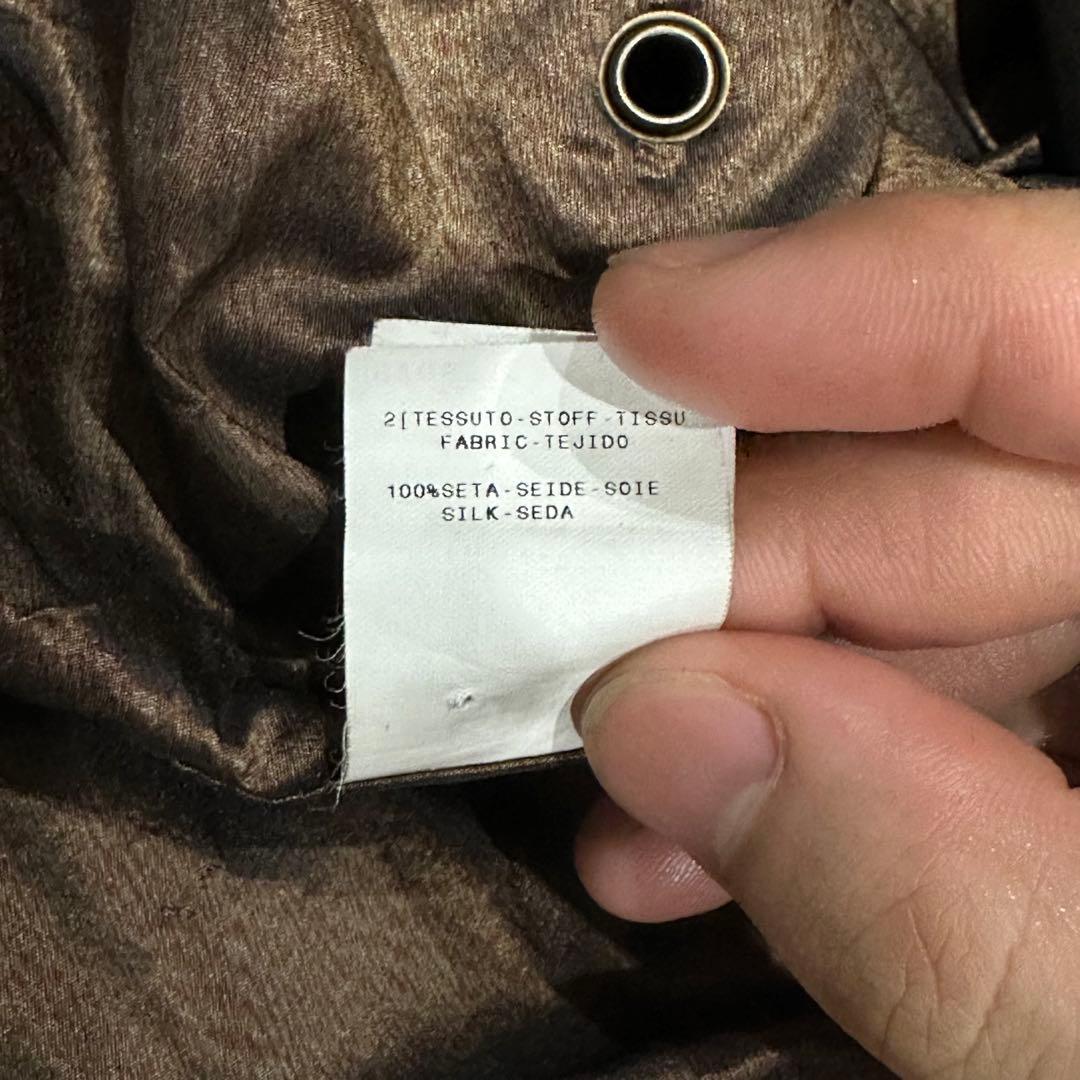 2[TESSUTO-STOFF-TISSU
FABRIC-TEJIDO
100%SETA-SEIDE-SOIE
SILK-SEDA